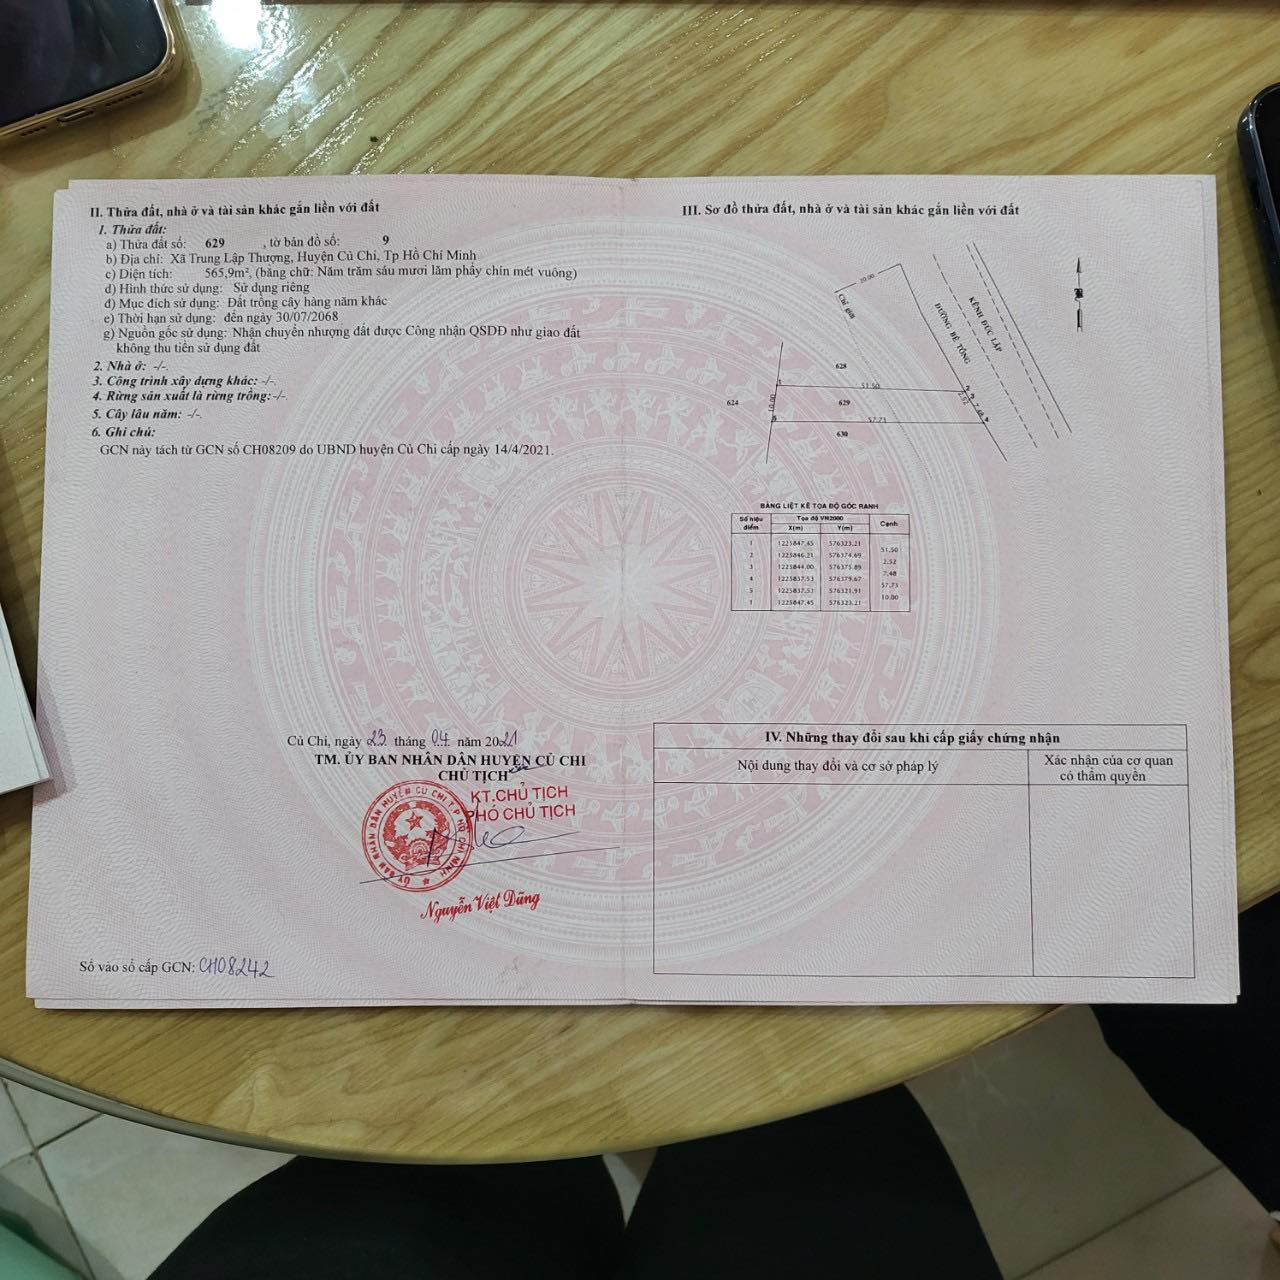 II. Thửa đất, nhà ở và tài sản khác gắn liền với đất
1. Thửa đất:
a) Thửa đất số: 629 , tờ bản đồ số: 9
b) Địa chỉ: Xã Trung Lập Thượng, Huyện Củ Chi, Tp Hồ Chí Minh
c) Diện tích: 565,9m², (bằng chữ: Năm trăm sáu mươi lăm phẩy chín mét vuông)
d) Hình thức sử dụng: Sử dụng riêng
đ) Mục đích sử dụng: Đất trồng cây hàng năm khác
e) Thời hạn sử dụng: đến ngày 30/07/2068
g) Nguồn gốc sử dụng: Nhận chuyển nhượng đất được Công nhận QSDĐ như giao đất
không thu tiền sử dụng đất
2. Nhà ở: -/-.
3. Công trình xây dựng khác: -/-.
4. Rừng sản xuất là rừng trồng: -/-.
5. Cây lâu năm: -/-.
6. Ghi chú:
GCN này tách từ GCN số CH08209 do UBND huyện Củ Chi cấp ngày 14/4/2021.
Củ Chi, ngày 23 tháng 04 năm 2021
TM. ỦY BAN NHÂN DÂN HUYỆN CỦ CHI
CHỦ TỊCH
KT.CHỦ TỊCH
PHÓ CHỦ TỊCH
ỦY BAN NHÂN DÂN HUYỆN CỦ CHI T.P HỒ CHÍ MINH
Nguyễn Việt Dũng
Số vào sổ cấp GCN: CH08242
III. Sơ đồ thửa đất, nhà ở và tài sản khác gắn liền với đất
20.00
Chỉ giới
KÊNH ĐỨC LẬP
ĐƯỜNG BÊ TÔNG
628
1
51.50
2
624
10.00
629
2.52
3
7.48
5
57.73
4
630
BẢNG LIỆT KÊ TỌA ĐỘ GÓC RANH
Số hiệu điểm Tọa độ VN2000 Cạnh
X(m) Y(m)
1 1225847.45 576323.21
51.50
2 1225846.21 576374.69
2.52
3 1225844.00 576375.89
7.48
4 1225837.53 576379.67
57.73
5 1225837.53 576321.91
10.00
1 1225847.45 576323.21
IV. Những thay đổi sau khi cấp giấy chứng nhận
Nội dung thay đổi và cơ sở pháp lý
Xác nhận của cơ quan
có thẩm quyền